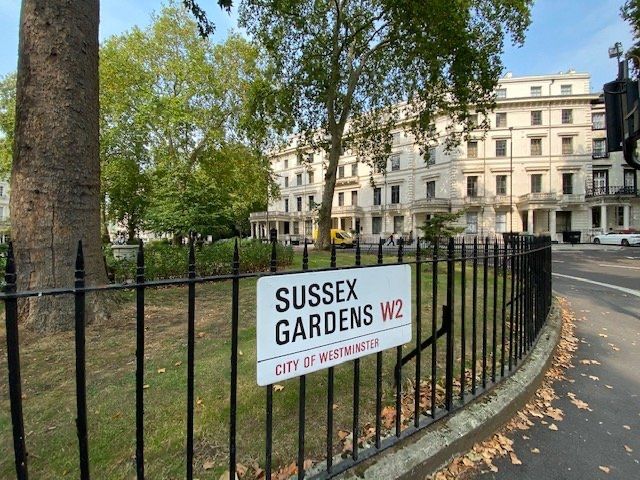 SUSSEX
GARDENS W2
CITY OF WESTMINSTER